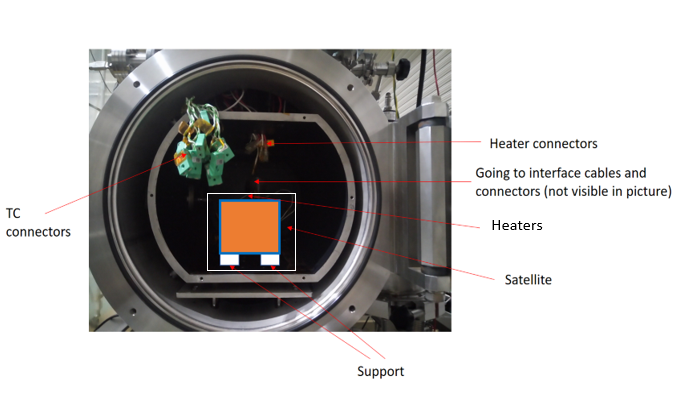 Heater connectors
Going to interface cables and
connectors (not visible in picture)
TC
connectors
Heaters
Satellite
Support